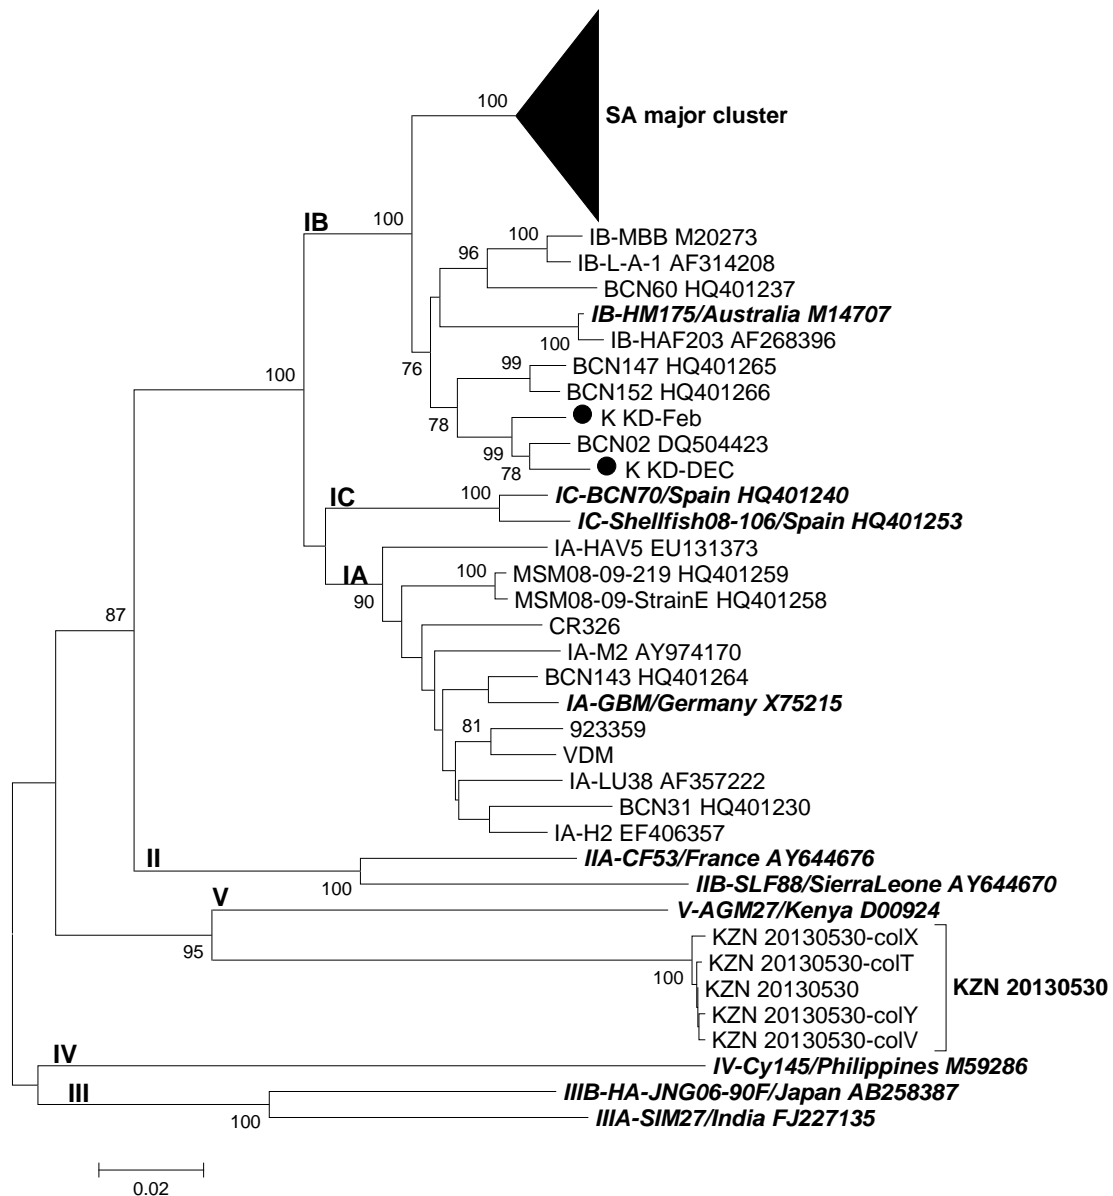 100
SA major cluster
IB
100
100
IB-MBB M20273
96
IB-L-A-1 AF314208
BCN60 HQ401237
IB-HM175/Australia M14707
100
IB-HAF203 AF268396
76
99
BCN147 HQ401265
100
BCN152 HQ401266
78
K KD-Feb
99
BCN02 DQ504423
78
K KD-DEC
IC
100
IC-BCN70/Spain HQ401240
IC-Shellfish08-106/Spain HQ401253
IA
IA-HAV5 EU131373
90
100
MSM08-09-219 HQ401259
MSM08-09-StrainE HQ401258
87
CR326
IA-M2 AY974170
BCN143 HQ401264
IA-GBM/Germany X75215
81
923359
VDM
IA-LU38 AF357222
BCN31 HQ401230
IA-H2 EF406357
II
IIA-CF53/France AY644676
100
IIB-SLF88/SierraLeone AY644670
V
V-AGM27/Kenya D00924
95
KZN 20130530-colX
KZN 20130530-colT
100
KZN 20130530
KZN 20130530
KZN 20130530-colY
KZN 20130530-colV
IV
IV-Cy145/Philippines M59286
III
IIIB-HA-JNG06-90F/Japan AB258387
100
IIIA-SIM27/India FJ227135
0.02